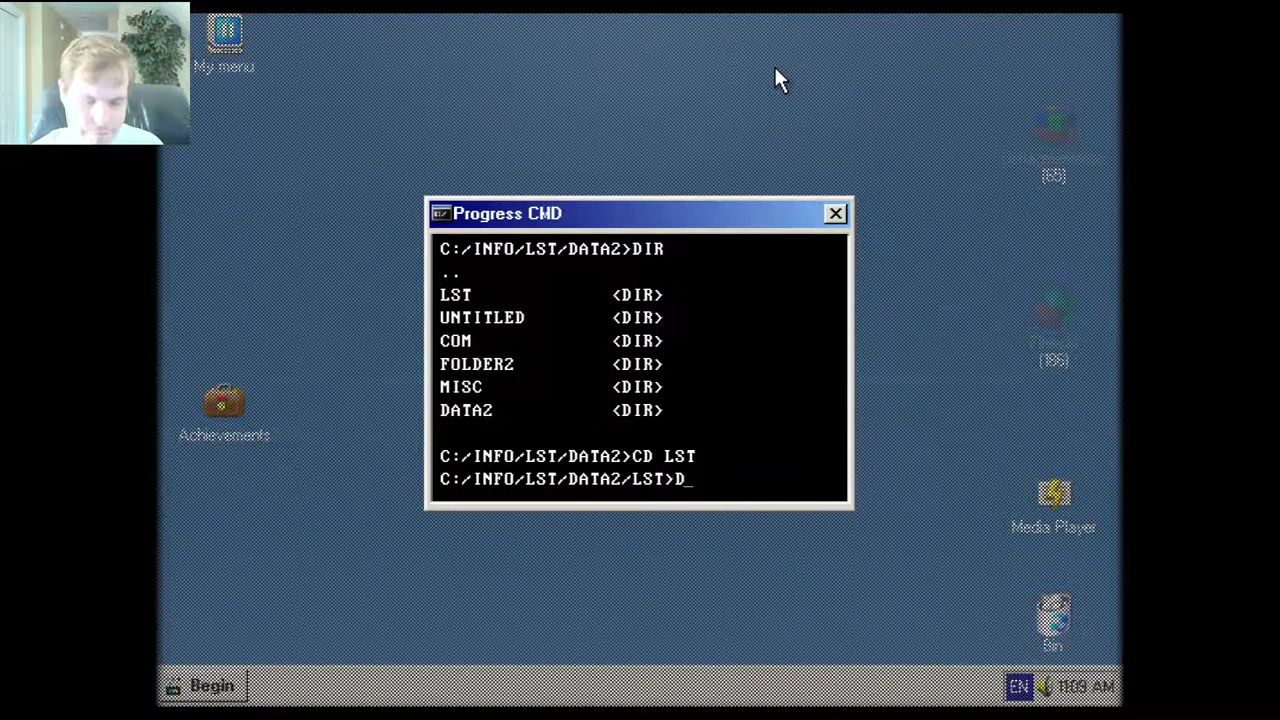 My menu
(65)
Progress CMD
C:/INFO/LST/DATA2>DIR
..
LST <DIR>
UNTITLED <DIR>
COM <DIR>
FOLDER2 <DIR>
MISC <DIR>
DATA2 <DIR>
C:/INFO/LST/DATA2>CD LST
C:/INFO/LST/DATA2/LST>D_
(186)
Achievements
Media Player
Bin
Begin
EN 11:09 AM